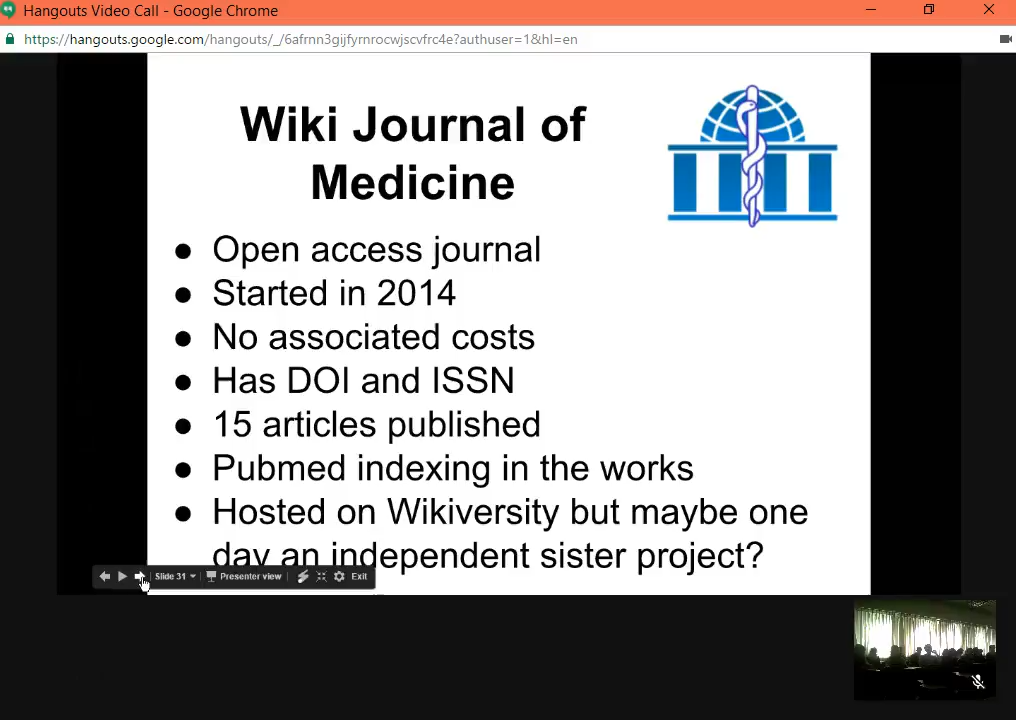 Hangouts Video Call - Google Chrome
https://hangouts.google.com/hangouts/_/6afrnn3gijfyrnrocwjscvfrc4e?authuser=1&hl=en
Wiki Journal of
Medicine
● Open access journal
● Started in 2014
● No associated costs
● Has DOI and ISSN
● 15 articles published
● Pubmed indexing in the works
● Hosted on Wikiversity but maybe one
day an independent sister project?
Slide 31 Presenter view Exit